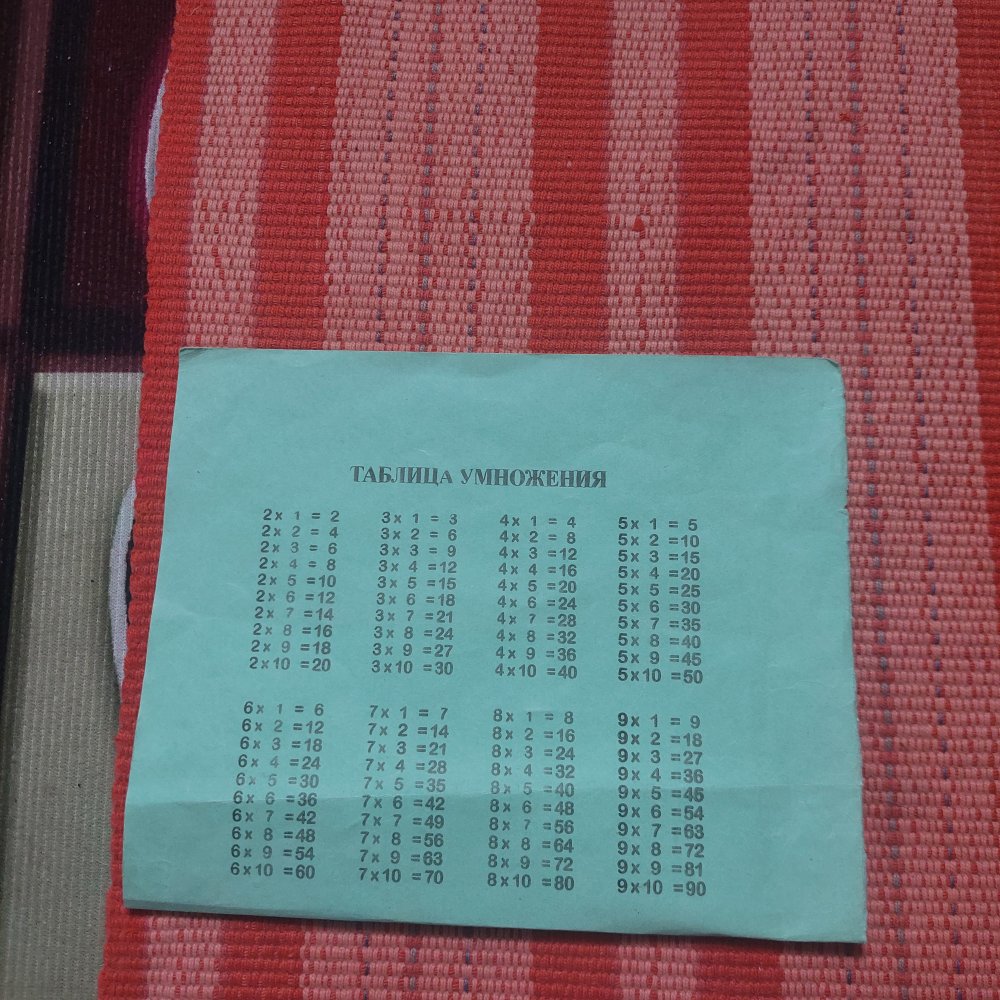 ТАБЛИЦА УМНОЖЕНИЯ
2x 1 = 2 3x 1 = 3 4x 1 = 4 5x 1 = 5
2x 2 = 4 3x 2 = 6 4x 2 = 8 5x 2 =10
2x 3 = 6 3x 3 = 9 4x 3 =12 5x 3 =15
2x 4 = 8 3x 4 =12 4x 4 =16 5x 4 =20
2x 5 =10 3x 5 =15 4x 5 =20 5x 5 =25
2x 6 =12 3x 6 =18 4x 6 =24 5x 6 =30
2x 7 =14 3x 7 =21 4x 7 =28 5x 7 =35
2x 8 =16 3x 8 =24 4x 8 =32 5x 8 =40
2x 9 =18 3x 9 =27 4x 9 =36 5x 9 =45
2x10 =20 3x10 =30 4x10 =40 5x10 =50
6x 1 = 6 7x 1 = 7 8x 1 = 8 9x 1 = 9
6x 2 =12 7x 2 =14 8x 2 =16 9x 2 =18
6x 3 =18 7x 3 =21 8x 3 =24 9x 3 =27
6x 4 =24 7x 4 =28 8x 4 =32 9x 4 =36
6x 5 =30 7x 5 =35 8x 5 =40 9x 5 =45
6x 6 =36 7x 6 =42 8x 6 =48 9x 6 =54
6x 7 =42 7x 7 =49 8x 7 =56 9x 7 =63
6x 8 =48 7x 8 =56 8x 8 =64 9x 8 =72
6x 9 =54 7x 9 =63 8x 9 =72 9x 9 =81
6x10 =60 7x10 =70 8x10 =80 9x10 =90